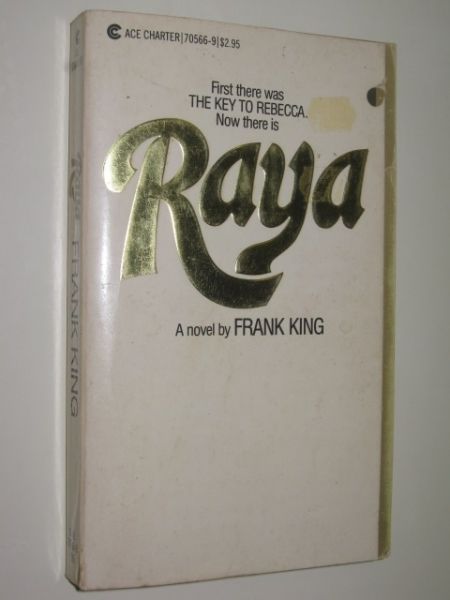 ACE CHARTER|70566-9|$2.95
First there was
THE KEY TO REBECCA.
Now there is
Raya
A novel by FRANK KING
Raya FRANK KING